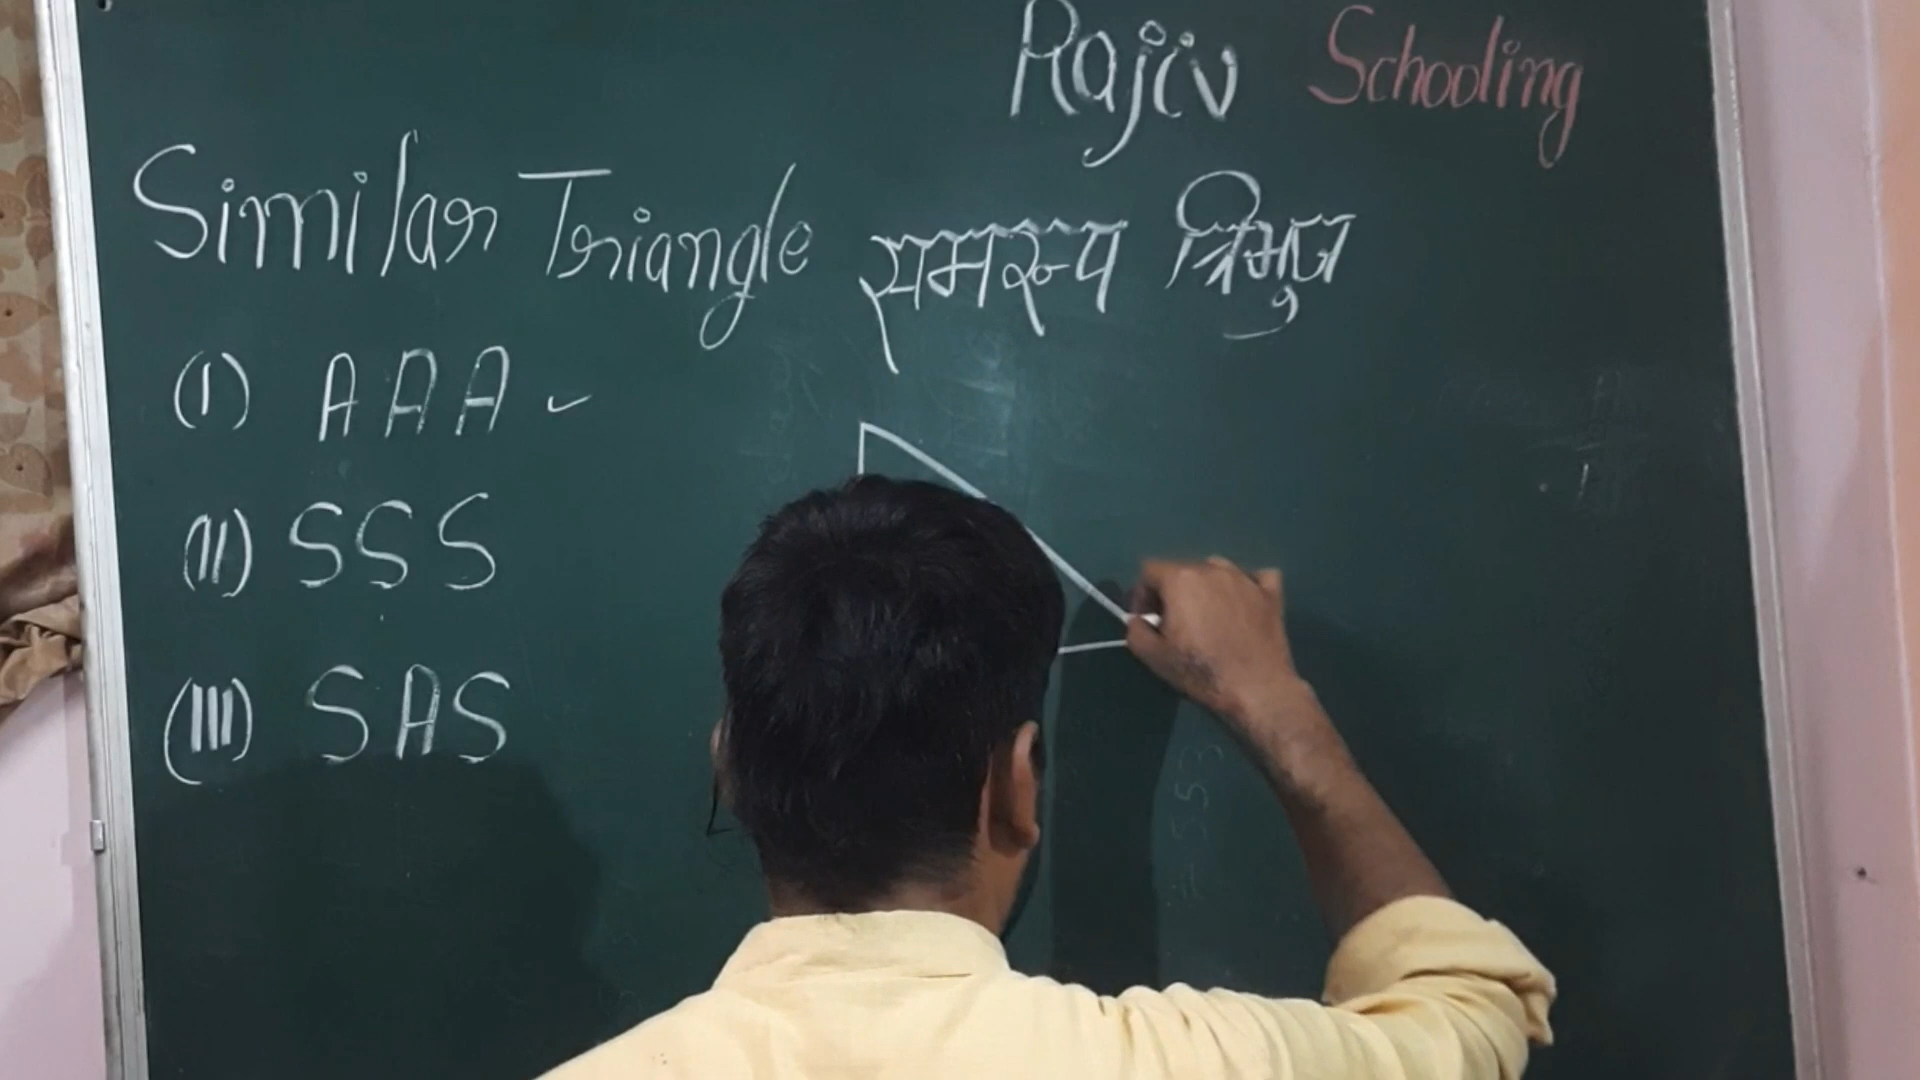 Rajiv Schooling
Similar Triangle समरूप त्रिभुज
(I) AAA ✓
(II) SSS
(III) SAS